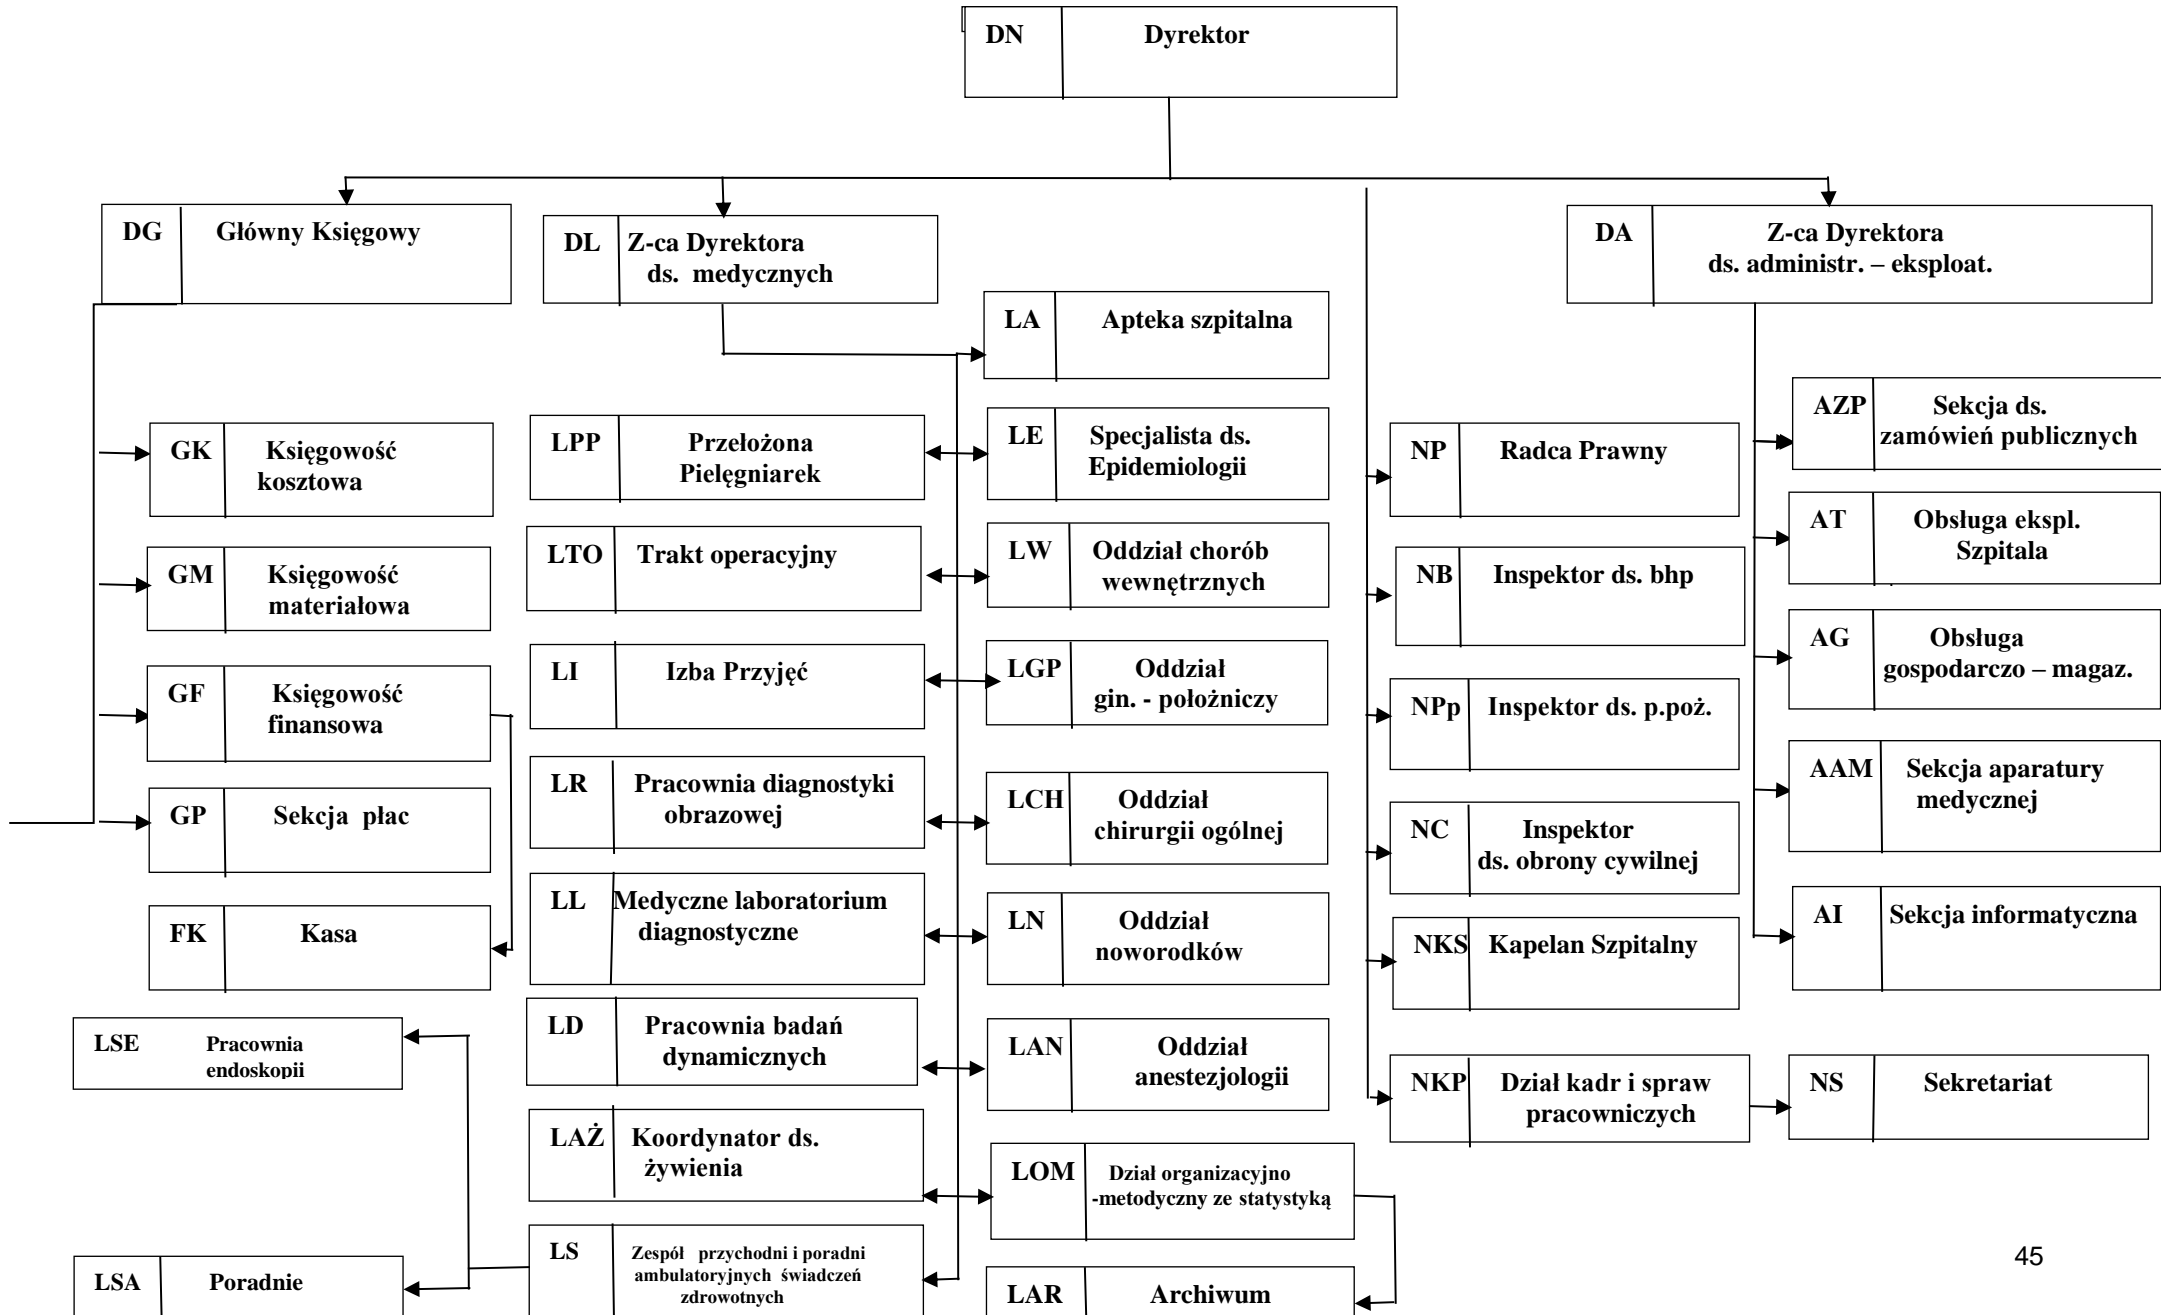 DN Dyrektor
DG Główny Księgowy
DL Z-ca Dyrektora
ds. medycznych
DA Z-ca Dyrektora
ds. administr. – eksploat.
LA Apteka szpitalna
GK Księgowość
kosztowa
GM Księgowość
materiałowa
GF Księgowość
finansowa
GP Sekcja płac
FK Kasa
LSE Pracownia
endoskopii
LSA Poradnie
LPP Przełożona
Pielęgniarek
LTO Trakt operacyjny
LI Izba Przyjęć
LR Pracownia diagnostyki
obrazowej
LL Medyczne laboratorium
diagnostyczne
LD Pracownia badań
dynamicznych
LAŻ Koordynator ds.
żywienia
LS Zespół przychodni i poradni
ambulatoryjnych świadczeń
zdrowotnych
LE Specjalista ds.
Epidemiologii
LW Oddział chorób
wewnętrznych
LGP Oddział
gin. - położniczy
LCH Oddział
chirurgii ogólnej
LN Oddział
noworodków
LAN Oddział
anestezjologii
LOM Dział organizacyjno
-metodyczny ze statystyką
LAR Archiwum
NP Radca Prawny
NB Inspektor ds. bhp
NPp Inspektor ds. p.poż.
NC Inspektor
ds. obrony cywilnej
NKS Kapelan Szpitalny
NKP Dział kadr i spraw
pracowniczych
NS Sekretariat
AZP Sekcja ds.
zamówień publicznych
AT Obsługa ekspl.
Szpitala
AG Obsługa
gospodarczo – magaz.
AAM Sekcja aparatury
medycznej
AI Sekcja informatyczna
45